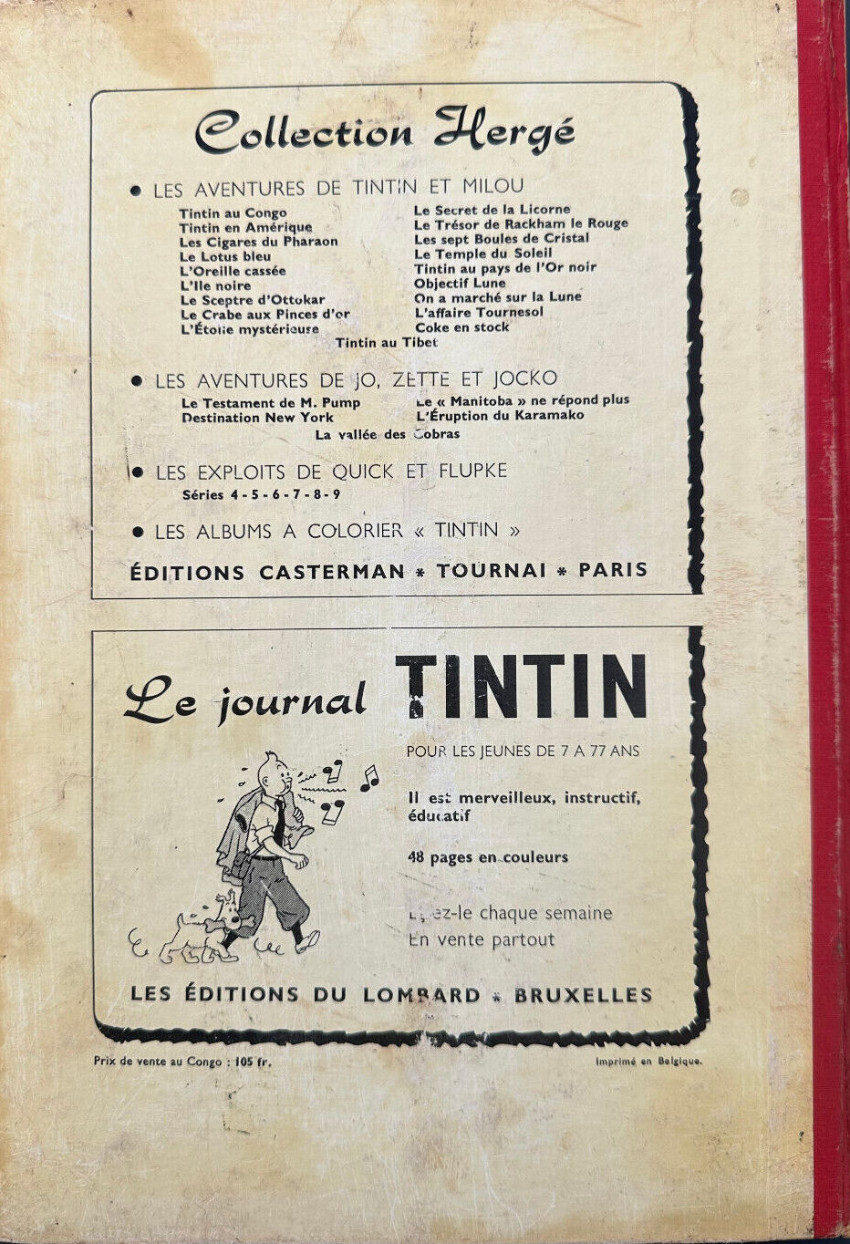 Collection Hergé
● LES AVENTURES DE TINTIN ET MILOU
Tintin au Congo
Tintin en Amérique
Les Cigares du Pharaon
Le Lotus bleu
L'Oreille cassée
L'Ile noire
Le Sceptre d'Ottokar
Le Crabe aux Pinces d'or
L'Étoile mystérieuse
Le Secret de la Licorne
Le Trésor de Rackham le Rouge
Les sept Boules de Cristal
Le Temple du Soleil
Tintin au pays de l'Or noir
Objectif Lune
On a marché sur la Lune
L'affaire Tournesol
Coke en stock
Tintin au Tibet
● LES AVENTURES DE JO, ZETTE ET JOCKO
Le Testament de M. Pump
Destination New York
Le « Manitoba » ne répond plus
L'Éruption du Karamako
La vallée des Cobras
● LES EXPLOITS DE QUICK ET FLUPKE
Séries 4 - 5 - 6 - 7 - 8 - 9
● LES ALBUMS A COLORIER « TINTIN »
ÉDITIONS CASTERMAN * TOURNAI * PARIS
Le journal TINTIN
POUR LES JEUNES DE 7 A 77 ANS
Il est merveilleux, instructif,
éducatif
48 pages en couleurs
chaque semaine
En vente partout
LES ÉDITIONS DU LOMBARD * BRUXELLES
Prix de vente au Congo : 105 fr.
Imprimé en Belgique.